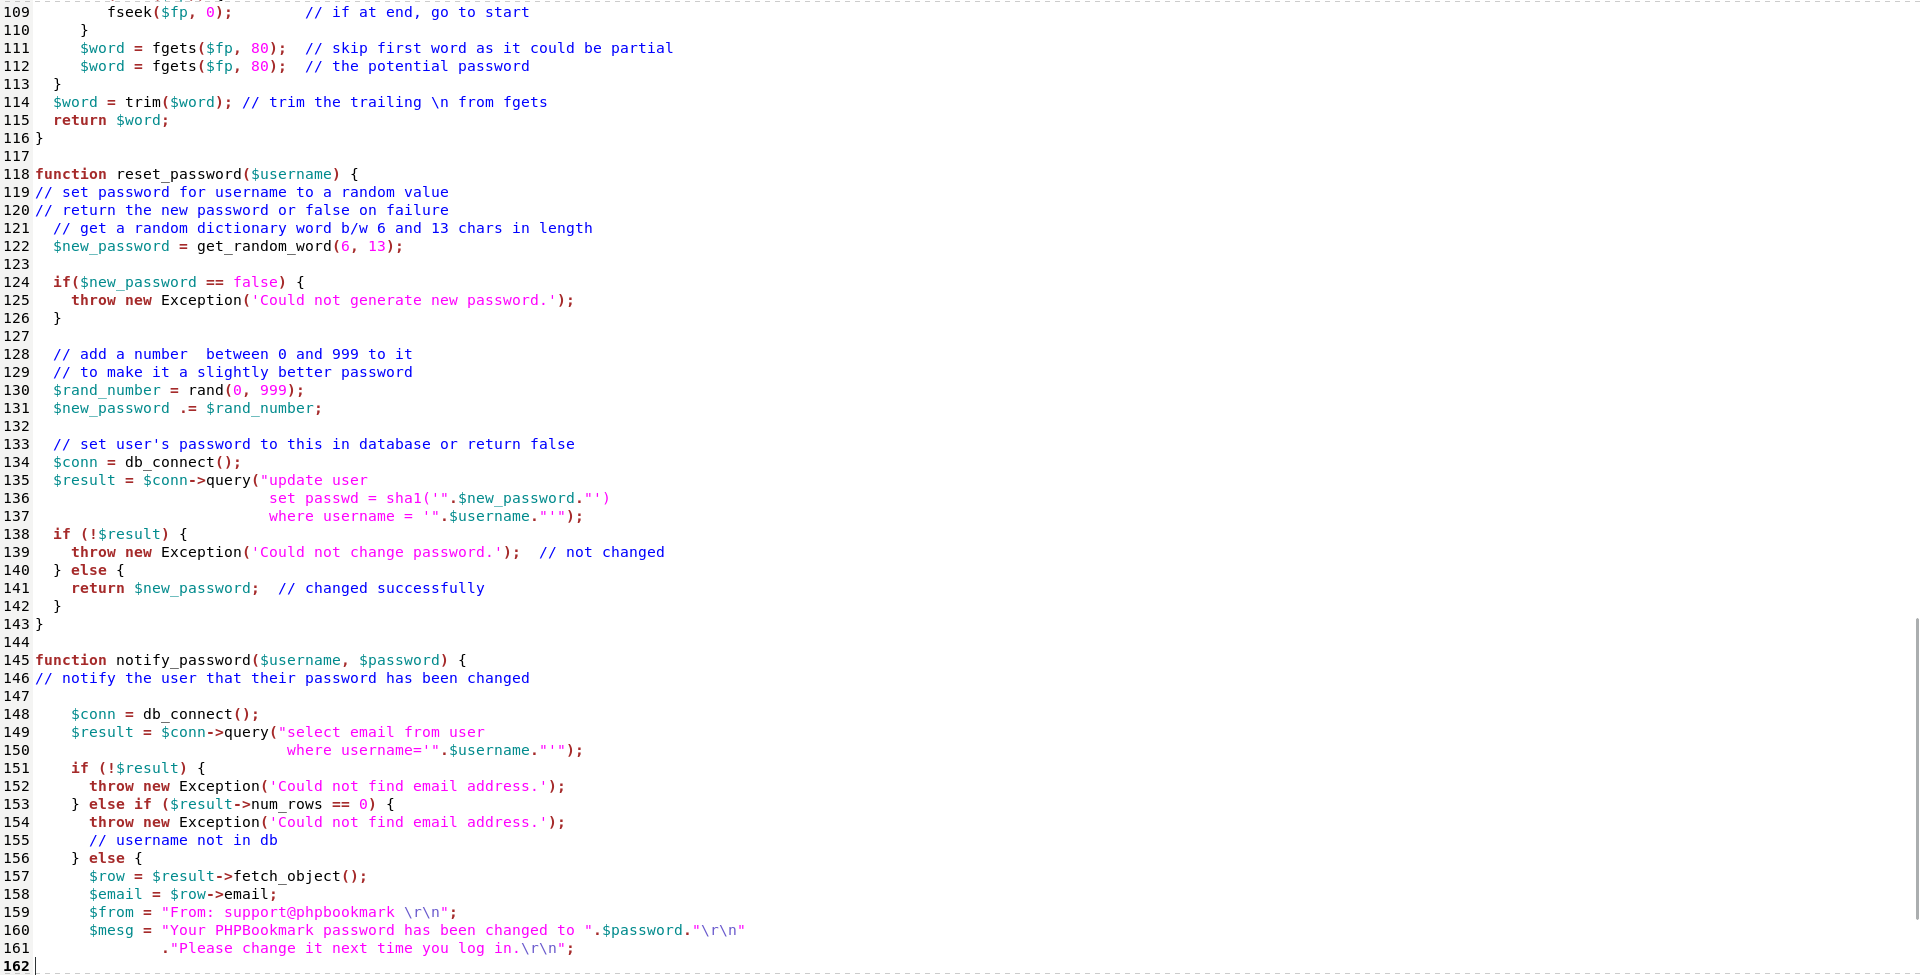 109         fseek($fp, 0);        // if at end, go to start
110      }
111      $word = fgets($fp, 80);  // skip first word as it could be partial
112      $word = fgets($fp, 80);  // the potential password
113   }
114   $word = trim($word); // trim the trailing \n from fgets
115   return $word;
116 }
117
118 function reset_password($username) {
119 // set password for username to a random value
120 // return the new password or false on failure
121   // get a random dictionary word b/w 6 and 13 chars in length
122   $new_password = get_random_word(6, 13);
123
124   if($new_password == false) {
125     throw new Exception('Could not generate new password.');
126   }
127
128   // add a number  between 0 and 999 to it
129   // to make it a slightly better password
130   $rand_number = rand(0, 999);
131   $new_password .= $rand_number;
132
133   // set user's password to this in database or return false
134   $conn = db_connect();
135   $result = $conn->query("update user
136                           set passwd = sha1('".$new_password."')
137                           where username = '".$username."'");
138   if (!$result) {
139     throw new Exception('Could not change password.');  // not changed
140   } else {
141     return $new_password;  // changed successfully
142   }
143 }
144
145 function notify_password($username, $password) {
146 // notify the user that their password has been changed
147
148     $conn = db_connect();
149     $result = $conn->query("select email from user
150                             where username='".$username."'");
151     if (!$result) {
152       throw new Exception('Could not find email address.');
153     } else if ($result->num_rows == 0) {
154       throw new Exception('Could not find email address.');
155       // username not in db
156     } else {
157       $row = $result->fetch_object();
158       $email = $row->email;
159       $from = "From: support@phpbookmark \r\n";
160       $mesg = "Your PHPBookmark password has been changed to ".$password."\r\n"
161               ."Please change it next time you log in.\r\n";
162